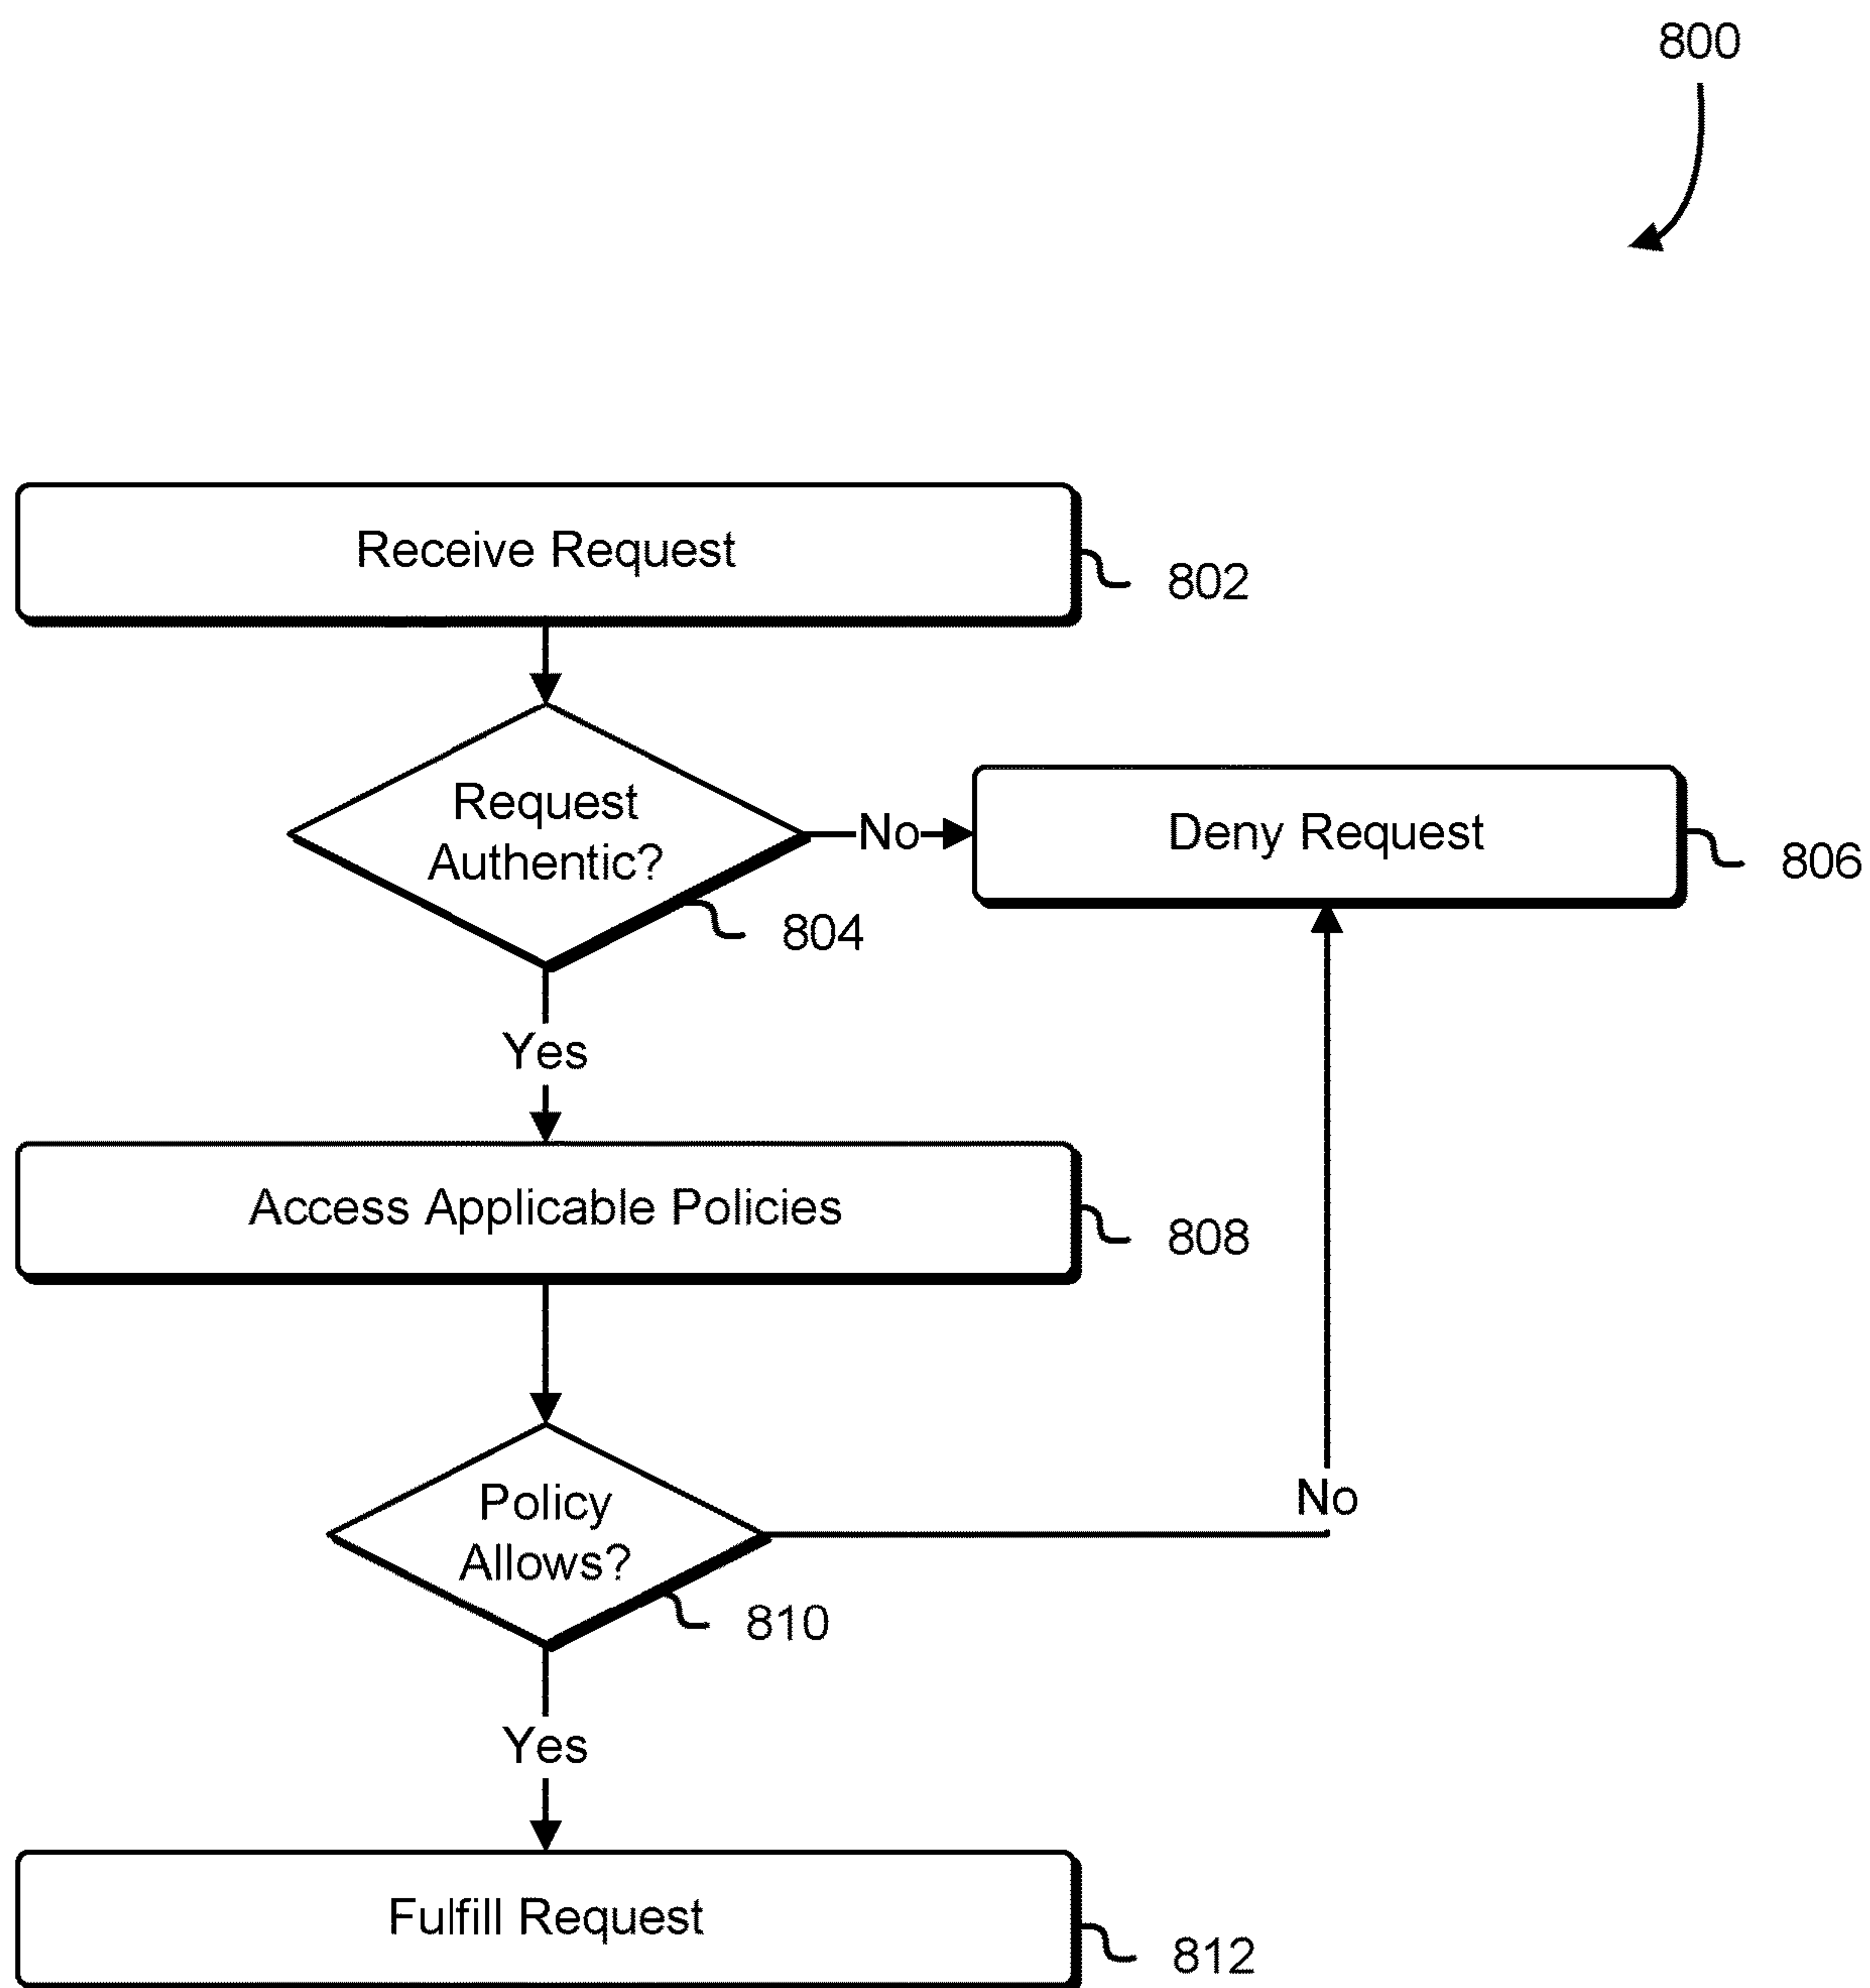 800
Receive Request
802
Request
Authentic?
No
Deny Request
804
806
Yes
Access Applicable Policies
808
Policy
Allows?
No
810
Yes
Fulfill Request
812